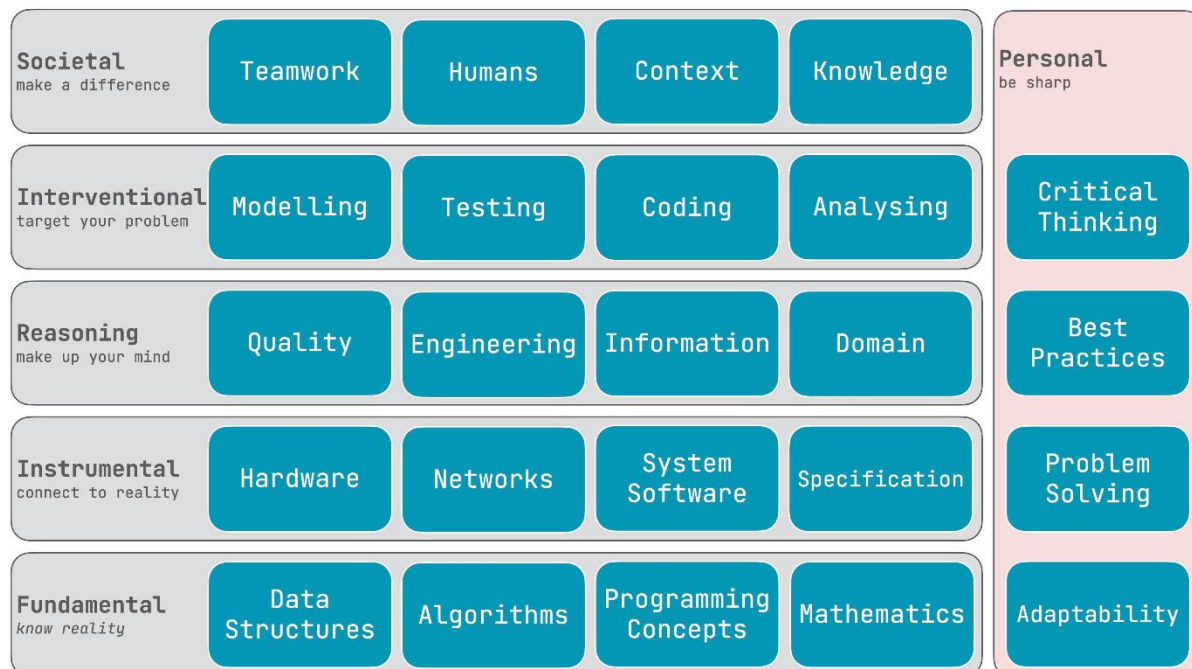 Societal
make a difference
Teamwork
Humans
Context
Knowledge
Personal
be sharp
Interventional
target your problem
Modelling
Testing
Coding
Analysing
Critical
Thinking
Reasoning
make up your mind
Quality
Engineering
Information
Domain
Best
Practices
Instrumental
connect to reality
Hardware
Networks
System
Software
Specification
Problem
Solving
Fundamental
know reality
Data
Structures
Algorithms
Programming
Concepts
Mathematics
Adaptability